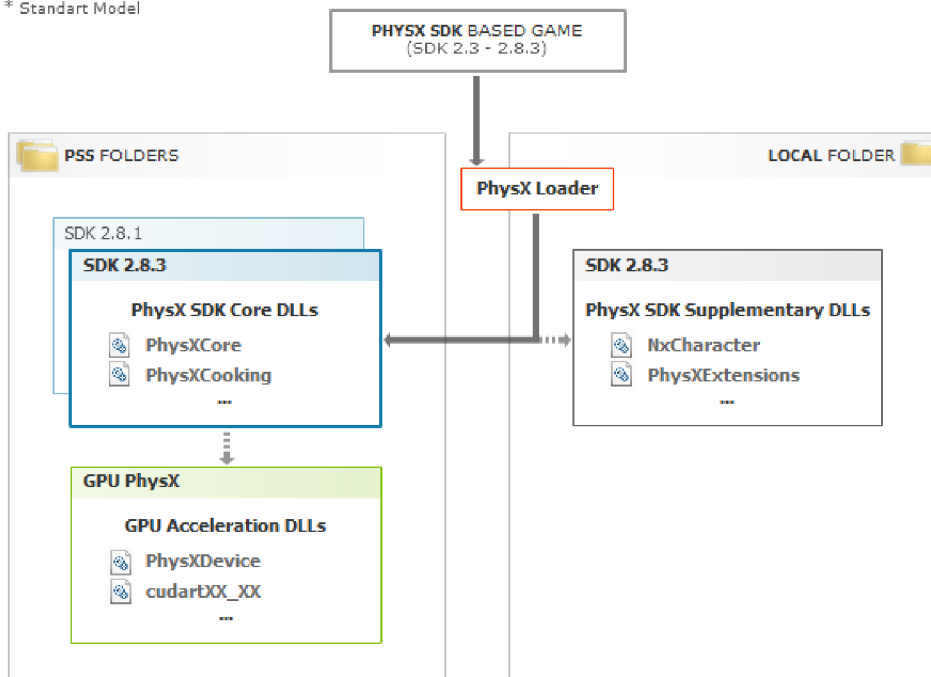 * Standart Model
PHYSX SDK BASED GAME
(SDK 2.3 - 2.8.3)
PSS FOLDERS
LOCAL FOLDER
PhysX Loader
SDK 2.8.1
SDK 2.8.3
PhysX SDK Core DLLs
PhysXCore
PhysXCooking
...
SDK 2.8.3
PhysX SDK Supplementary DLLs
NxCharacter
PhysXExtensions
...
GPU PhysX
GPU Acceleration DLLs
PhysXDevice
cudartXX_XX
...